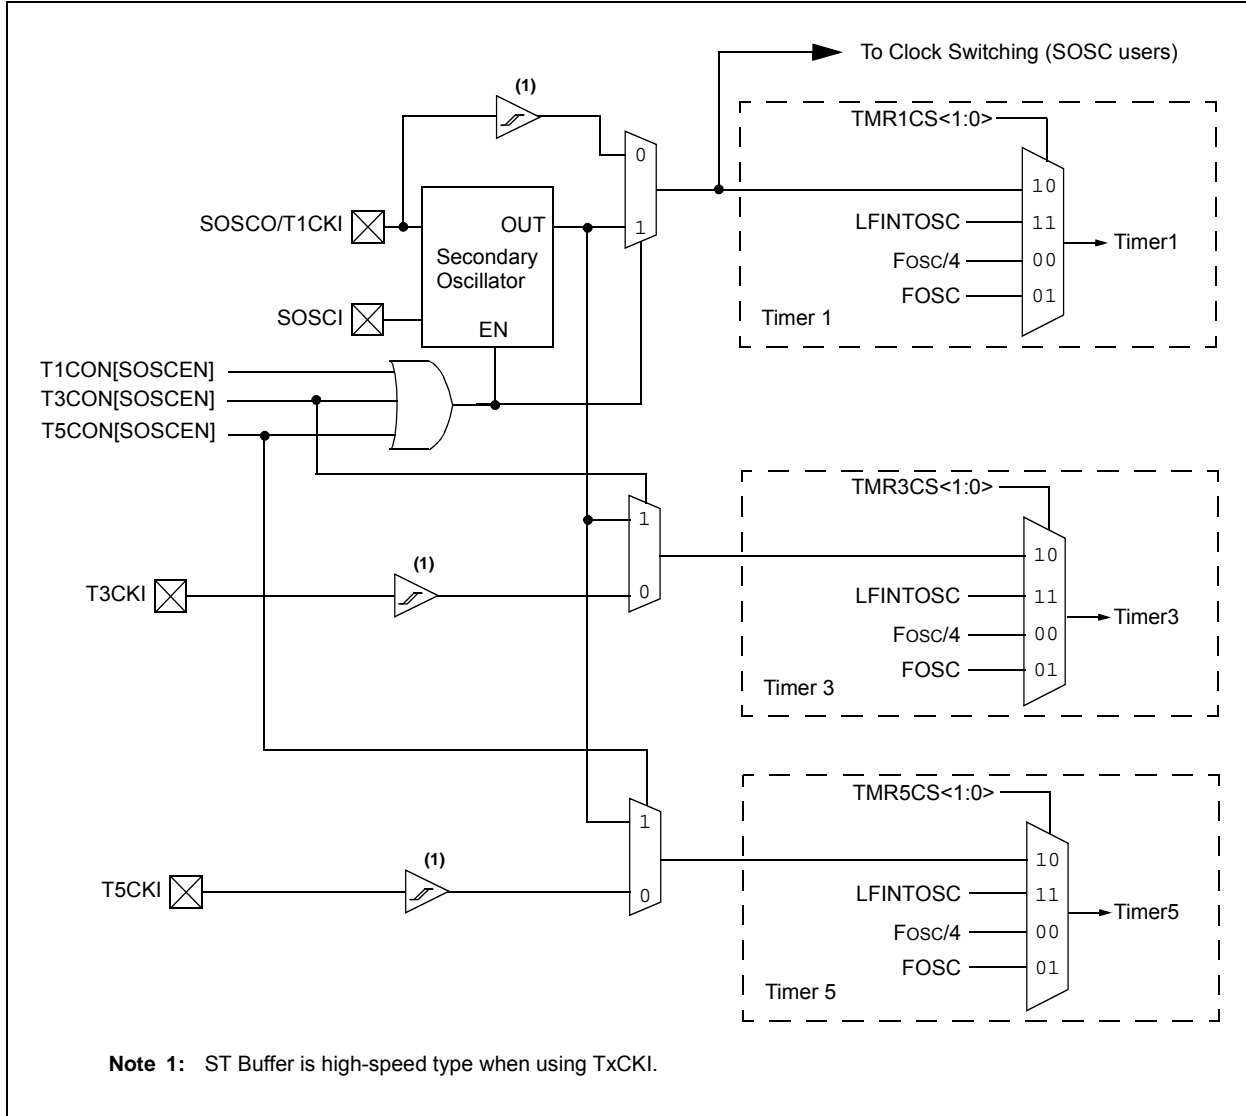 To Clock Switching (SOSC users)
(1)
TMR1CS<1:0>
0
10
SOSCO/T1CKI
OUT
1
LFINTOSC
11
Timer1
Secondary
Oscillator
FOSC/4
00
FOSC
01
SOSCI
EN
Timer 1
T1CON[SOSCEN]
T3CON[SOSCEN]
T5CON[SOSCEN]
TMR3CS<1:0>
1
10
(1)
T3CKI
0
LFINTOSC
11
Timer3
FOSC/4
00
FOSC
01
Timer 3
TMR5CS<1:0>
1
10
(1)
T5CKI
0
LFINTOSC
11
Timer5
FOSC/4
00
FOSC
01
Timer 5
Note 1: ST Buffer is high-speed type when using TxCKI.